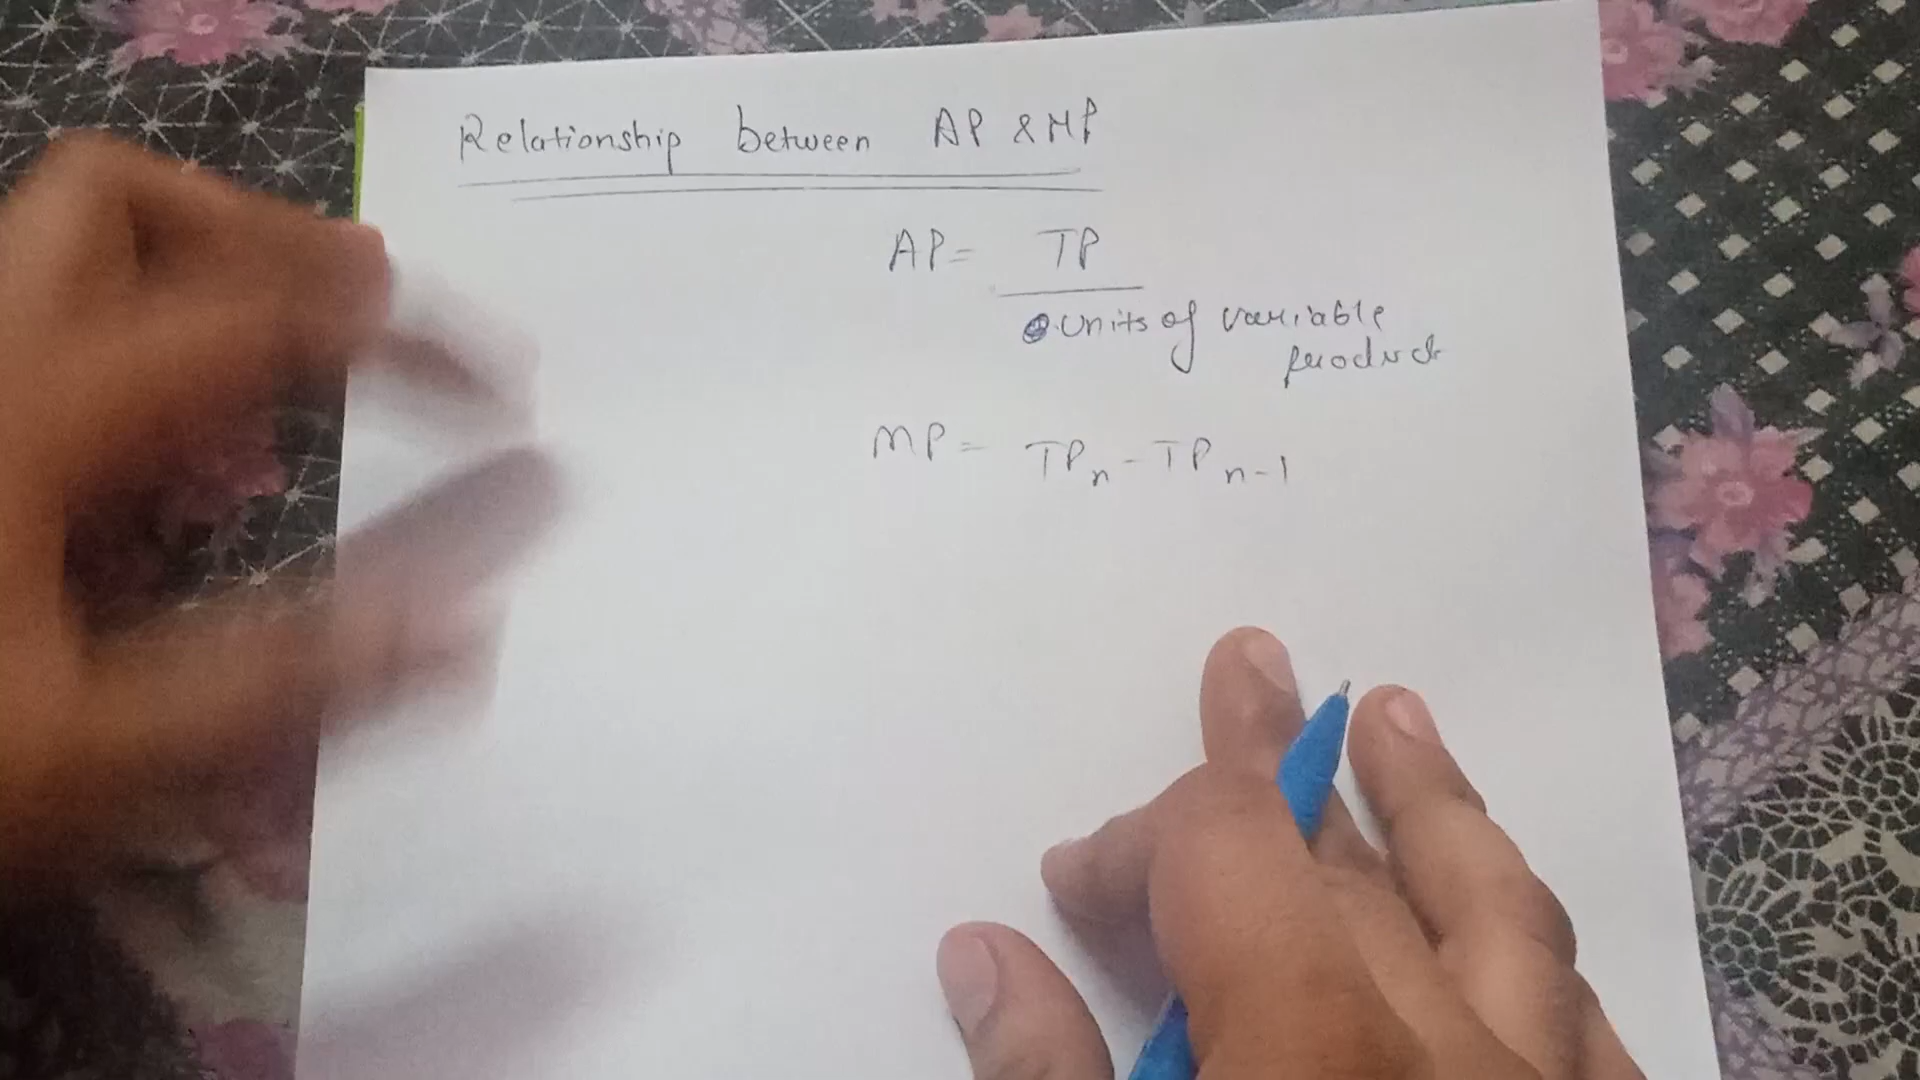 Relationship between AP & MP
AP = TP
Units of variable
product
MP = TPn - TPn-1